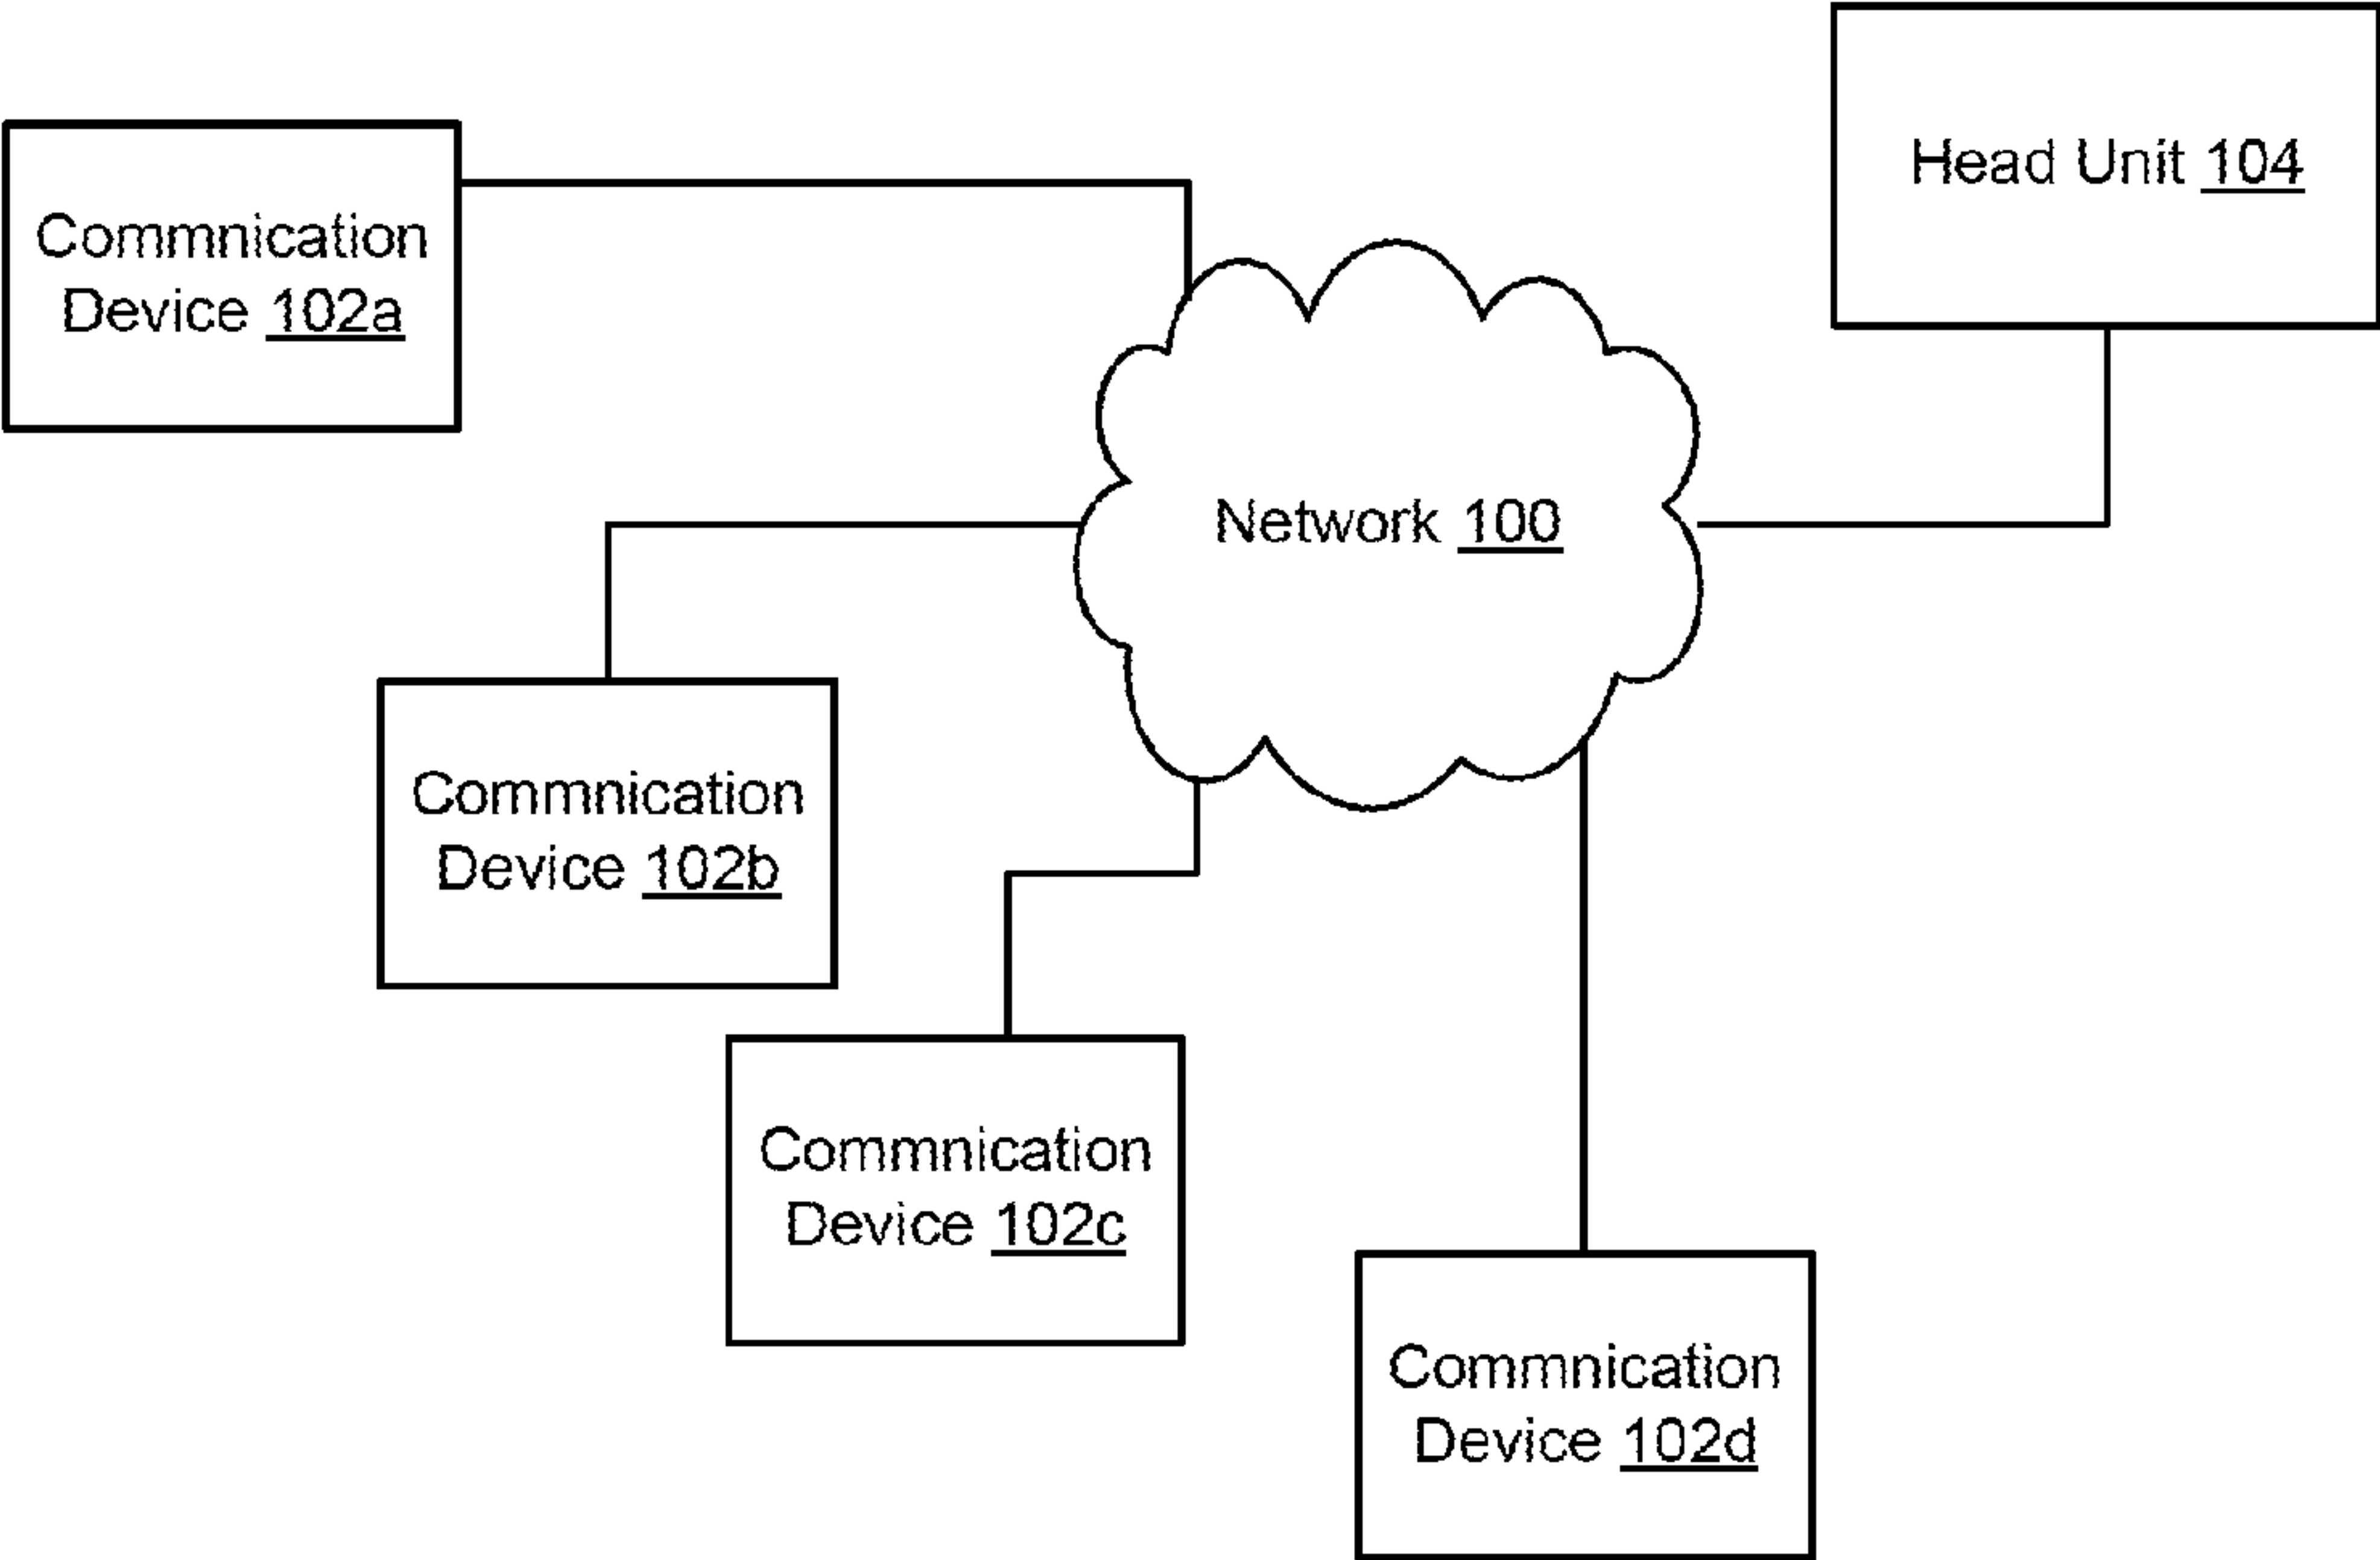 Head Unit 104
Commnication
Device 102a
Network 100
Commnication
Device 102b
Commnication
Device 102c
Commnication
Device 102d